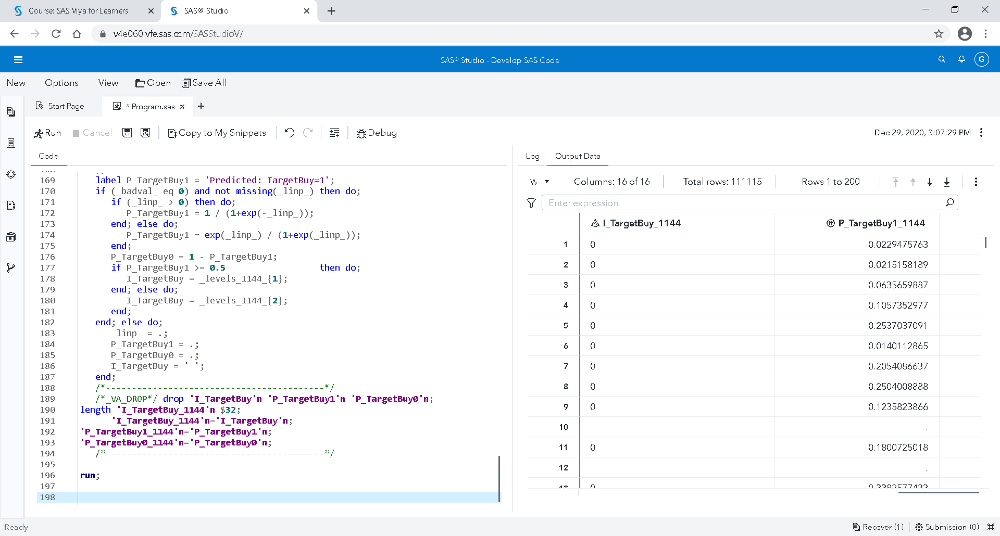 Course: SAS Viya for Learners
SAS® Studio
v4e060.vfe.sas.com/SASStudioV/
SAS® Studio - Develop SAS Code
G
New Options View Open Save All
Start Page
* Program.sas
Run Cancel Copy to My Snippets Debug
Dec 29, 2020, 3:07:29 PM
Code
169 label P_TargetBuy1 = 'Predicted: TargetBuy=1';
170 if (_badval_ eq 0) and not missing(_linp_) then do;
171 if (_linp_ > 0) then do;
172 P_TargetBuy1 = 1 / (1+exp(-_linp_));
173 end; else do;
174 P_TargetBuy1 = exp(_linp_) / (1+exp(_linp_));
175 end;
176 P_TargetBuy0 = 1 - P_TargetBuy1;
177 if P_TargetBuy1 >= 0.5 then do;
178 I_TargetBuy = _levels_1144_{1};
179 end; else do;
180 I_TargetBuy = _levels_1144_{2};
181 end;
182 end; else do;
183 _linp_ = .;
184 P_TargetBuy1 = .;
185 P_TargetBuy0 = .;
186 I_TargetBuy = ' ';
187 end;
188 /*------------------------------------------*/
189 /*_VA_DROP*/ drop 'I_TargetBuy'n 'P_TargetBuy1'n 'P_TargetBuy0'n;
190 length 'I_TargetBuy_1144'n $32;
191 'I_TargetBuy_1144'n='I_TargetBuy'n;
192 'P_TargetBuy1_1144'n='P_TargetBuy1'n;
193 'P_TargetBuy0_1144'n='P_TargetBuy0'n;
194 /*------------------------------------------*/
195
196 run;
197
198
Log Output Data
W Columns: 16 of 16 Total rows: 111115 Rows 1 to 200
Enter expression
I_TargetBuy_1144 P_TargetBuy1_1144
1 0 0.0229475763
2 0 0.0215158189
3 0 0.0635659887
4 0 0.1057352977
5 0 0.2537037091
6 0 0.0140112865
7 0 0.2054086637
8 0 0.2504008888
9 0 0.1235823866
10 .
11 0 0.1800725018
12 .
13 0
Ready
Recover (1) Submission (0)